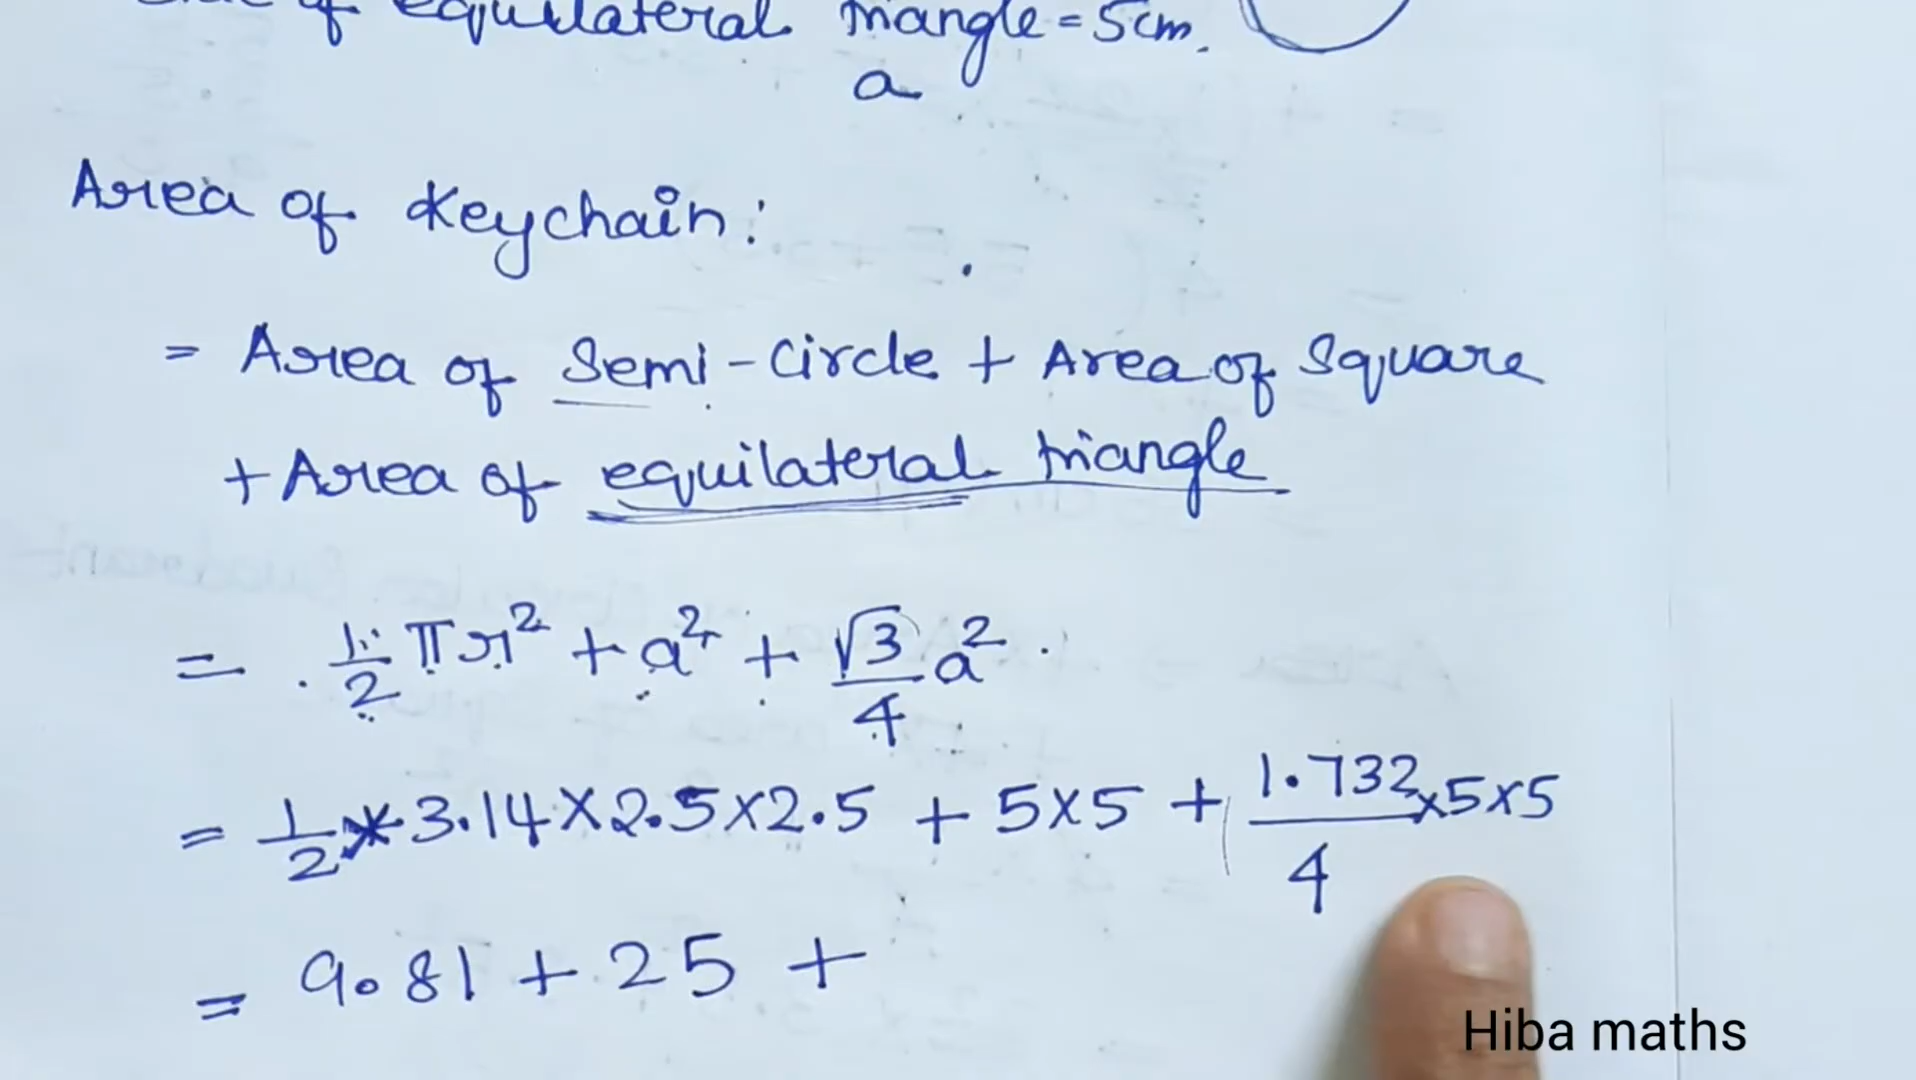 of equilateral triangle = 5cm.
a
Area of Keychain:
= Area of Semi-Circle + Area of Square
+ Area of equilateral triangle
= 1/2 πr² + a² + √3/4 a²
= 1/2 × 3.14 × 2.5 × 2.5 + 5×5 + 1.732/4 ×5×5
= 9.81 + 25 +
Hiba maths